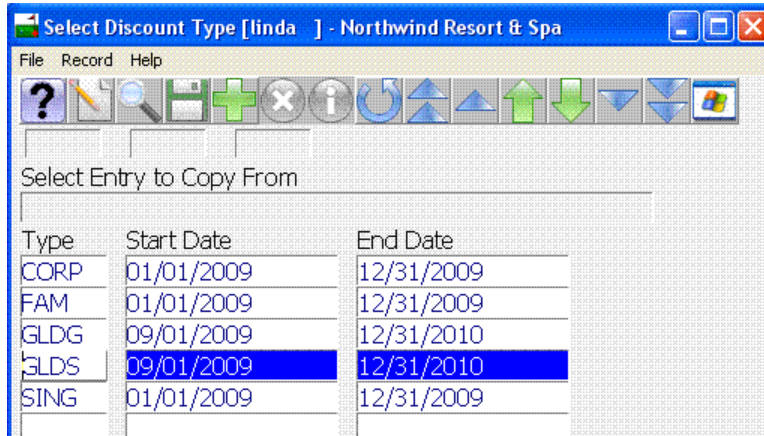 Select Discount Type [linda   ] - Northwind Resort & Spa
File Record Help
Select Entry to Copy From
Type Start Date End Date
CORP 01/01/2009 12/31/2009
FAM 01/01/2009 12/31/2009
GLDG 09/01/2009 12/31/2010
GLDS 09/01/2009 12/31/2010
SING 01/01/2009 12/31/2009